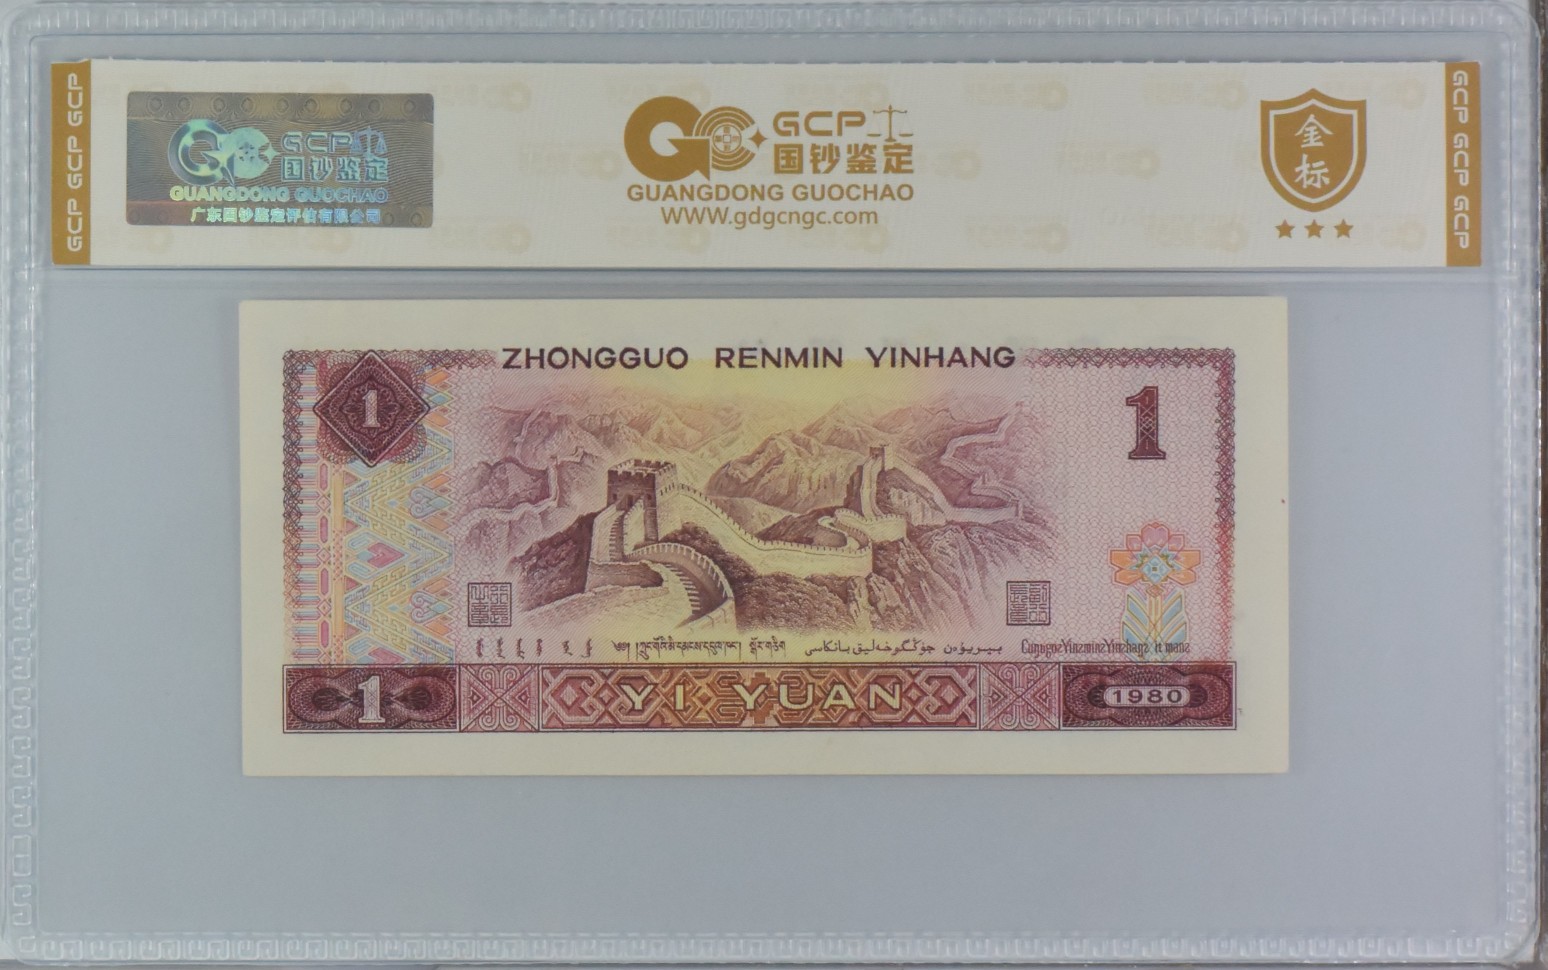 GCP GCP GCP
GCP
国钞鉴定
GUANGDONG GUOCHAO
广东国钞鉴定评估有限公司
GCP
国钞鉴定
GUANGDONG GUOCHAO
WWW.gdgcngc.com
金
标
GCP GCP GCP
ZHONGGUO RENMIN YINHANG
1
1
YI YUAN
1
1980